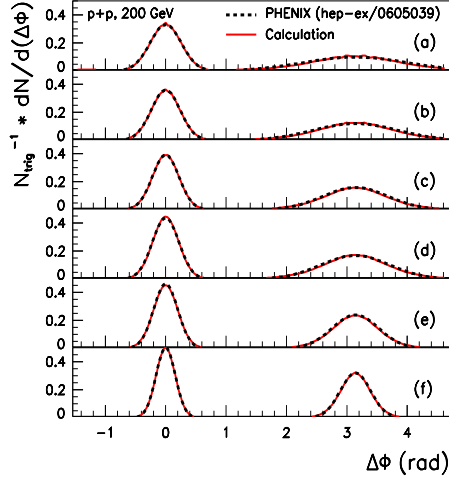 p+p, 200 GeV
PHENIX (hep-ex/0605039)
Calculation
N_trig^-1 * dN/d(ΔΦ)
0.4
0.2
0
(a)
0.4
0.2
0
(b)
0.4
0.2
0
(c)
0.4
0.2
0
(d)
0.4
0.2
0
(e)
0.4
0.2
0
(f)
-1 0 1 2 3 4
ΔΦ (rad)